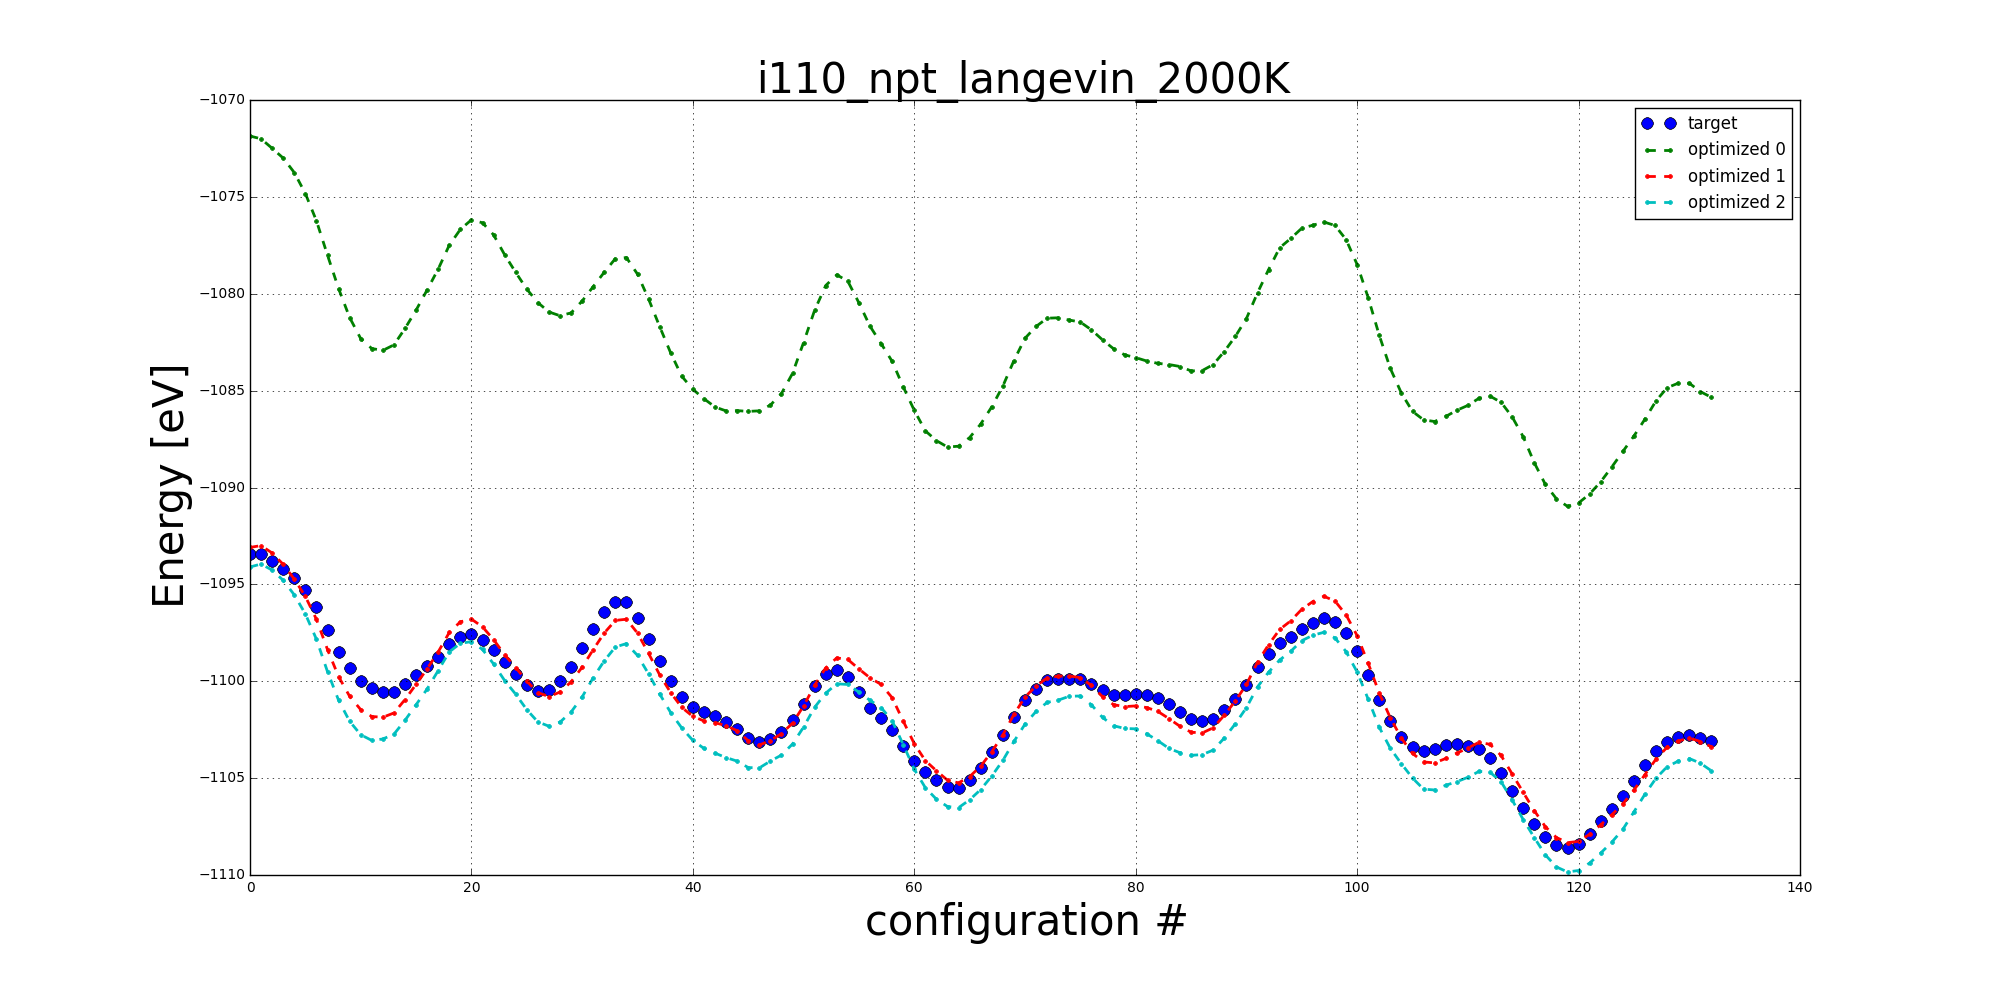 i110_npt_langevin_2000K
−1070
−1075
−1080
−1085
−1090
−1095
−1100
−1105
−1110
Energy [eV]
target
optimized 0
optimized 1
optimized 2
0 20 40 60 80 100 120 140
configuration #